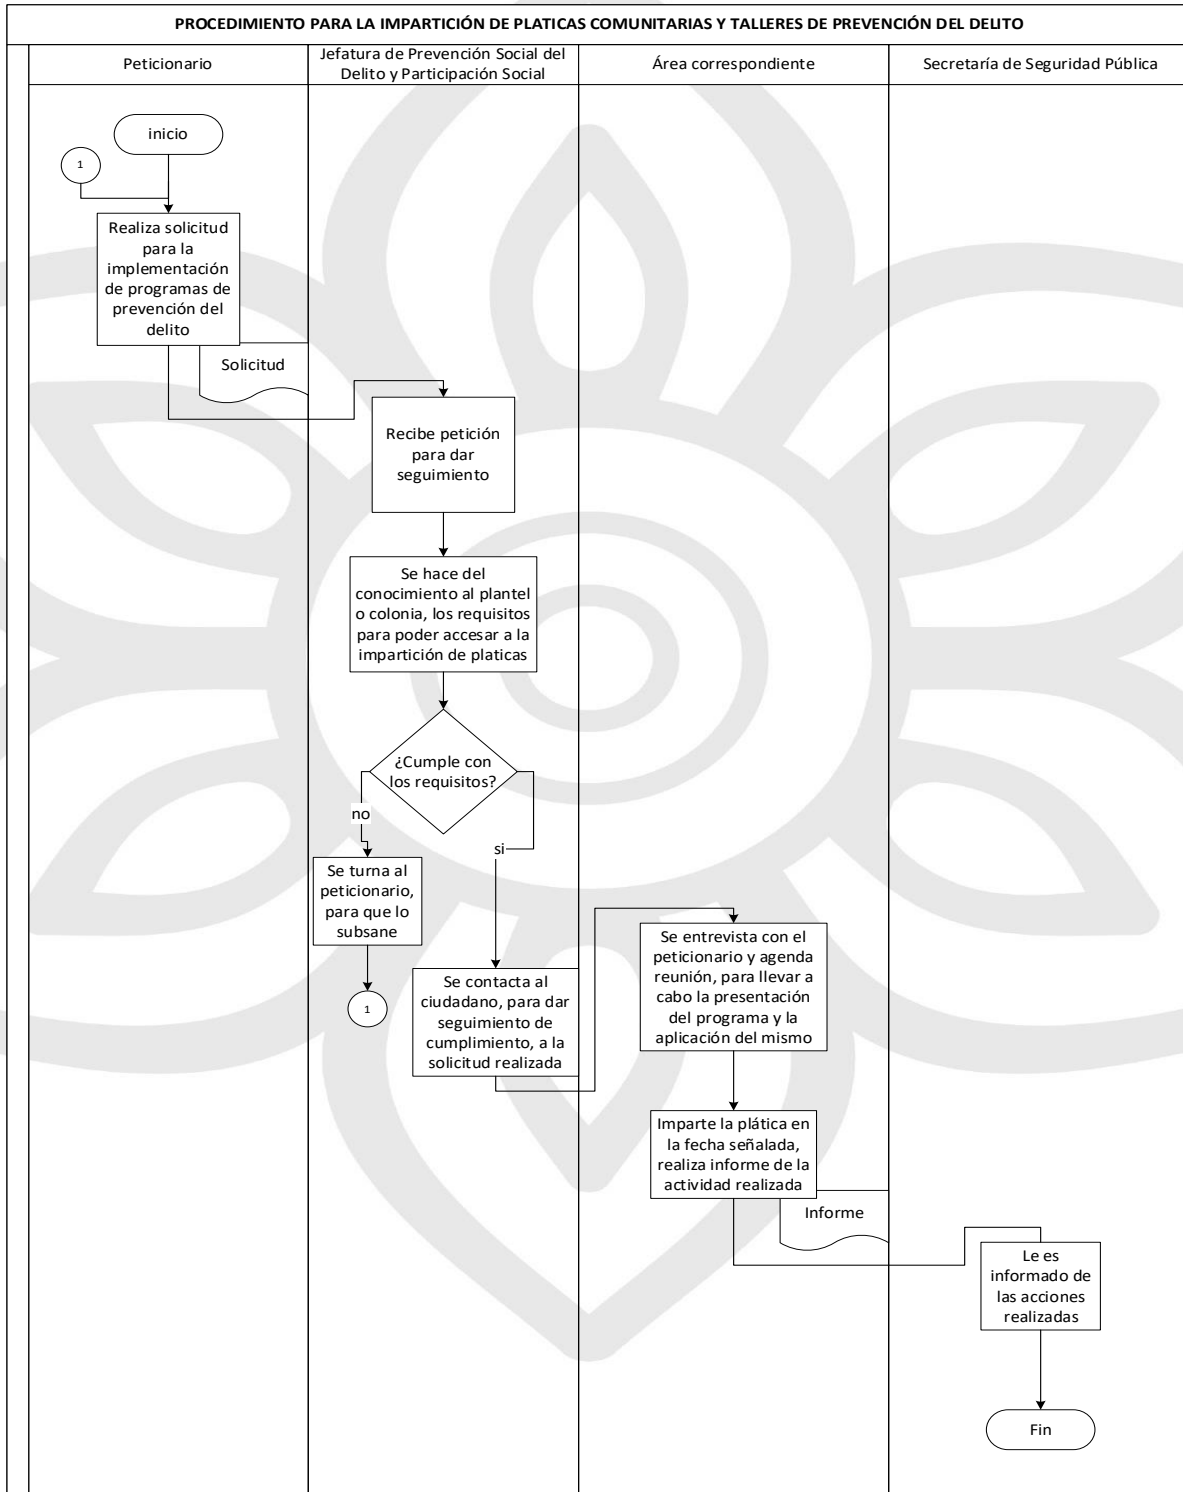 PROCEDIMIENTO PARA LA IMPARTICIÓN DE PLATICAS COMUNITARIAS Y TALLERES DE PREVENCIÓN DEL DELITO
Peticionario
Jefatura de Prevención Social del
Delito y Participación Social
Área correspondiente
Secretaría de Seguridad Pública
inicio
1
Realiza solicitud
para la
implementación
de programas de
prevención del
delito
Solicitud
Recibe petición
para dar
seguimiento
Se hace del
conocimiento al plantel
o colonia, los requisitos
para poder accesar a la
impartición de platicas
¿Cumple con
los requisitos?
no
si
Se turna al
peticionario,
para que lo
subsane
1
Se contacta al
ciudadano, para dar
seguimiento de
cumplimiento, a la
solicitud realizada
Se entrevista con el
peticionario y agenda
reunión, para llevar a
cabo la presentación
del programa y la
aplicación del mismo
Imparte la plática en
la fecha señalada,
realiza informe de la
actividad realizada
Informe
Le es
informado de
las acciones
realizadas
Fin